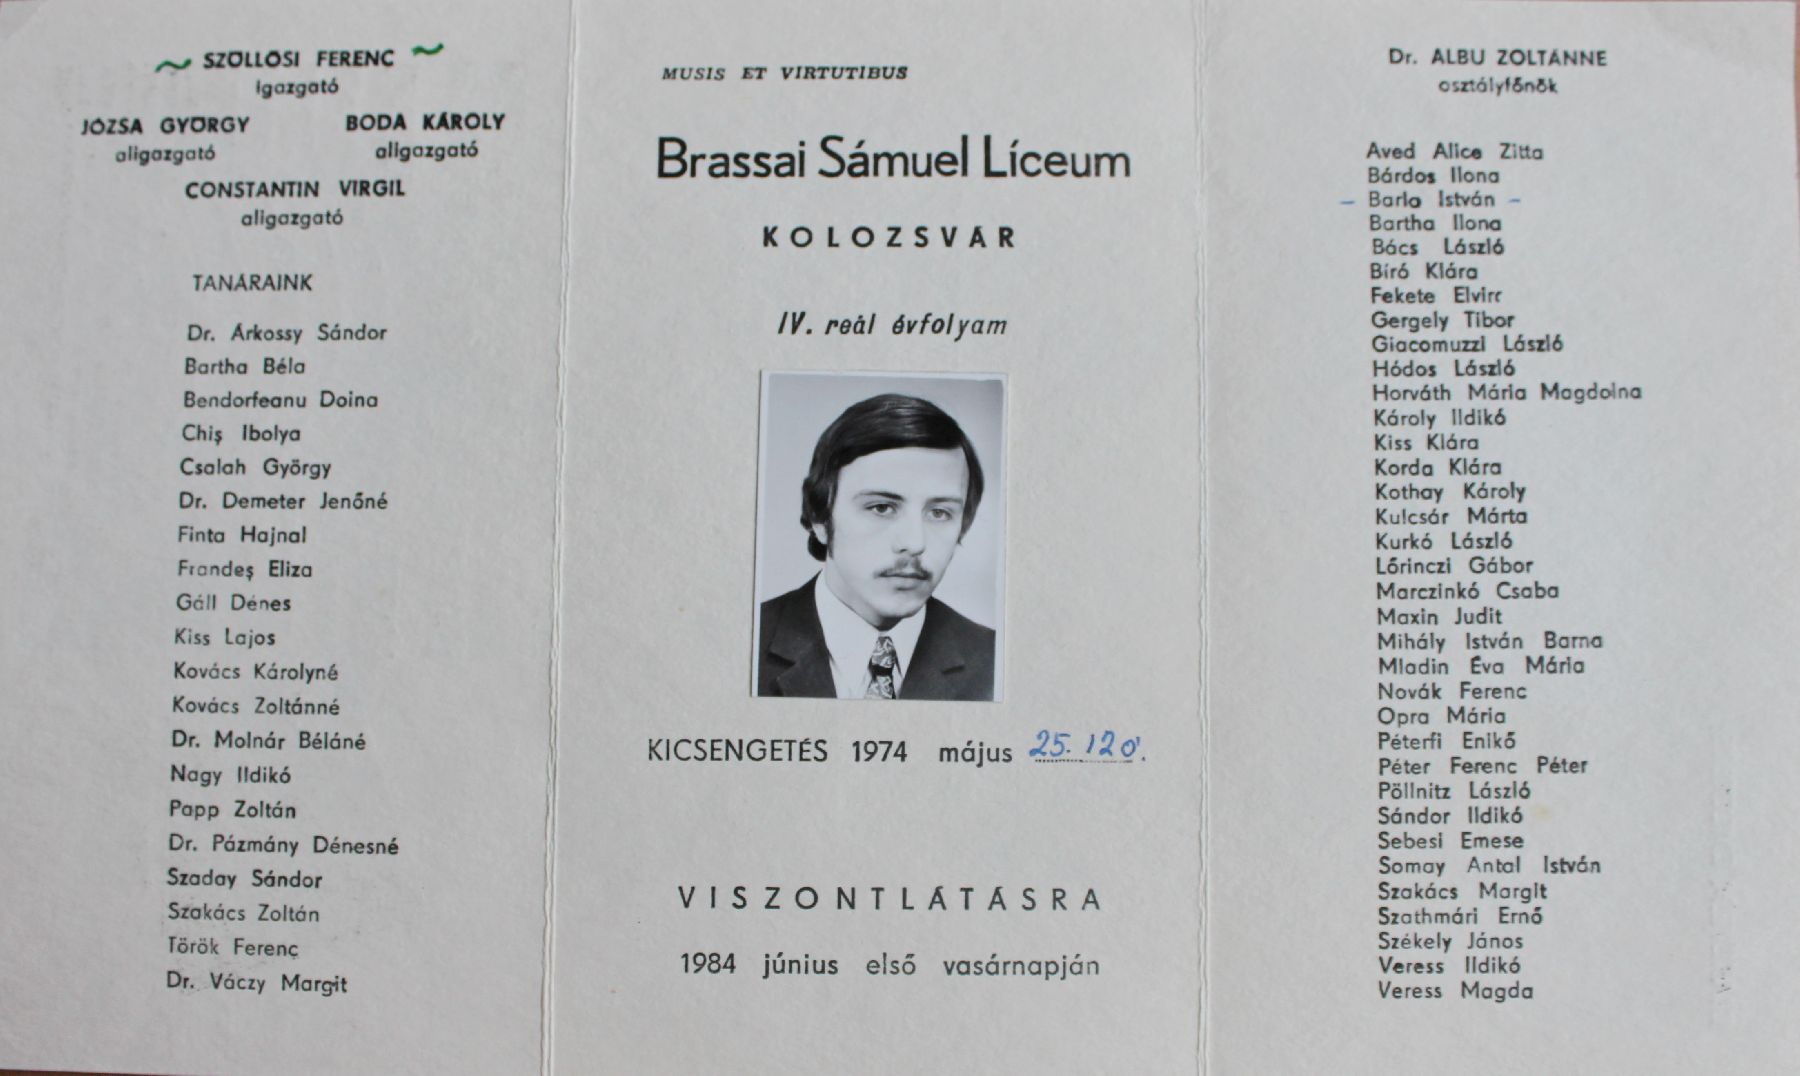 SZÖLLŐSI FERENC
igazgató
JÓZSA GYÖRGY BODA KÁROLY
aligazgató aligazgató
CONSTANTIN VIRGIL
aligazgató
TANÁRAINK
Dr. Árkossy Sándor
Bartha Béla
Bendorfeanu Doina
Chiș Ibolya
Csalah György
Dr. Demeter Jenőné
Finta Hajnal
Frandeș Eliza
Gáll Dénes
Kiss Lajos
Kovács Károlyné
Kovács Zoltánné
Dr. Molnár Béláné
Nagy Ildikó
Papp Zoltán
Dr. Pázmány Dénesné
Szaday Sándor
Szakács Zoltán
Török Ferenc
Dr. Váczy Margit
MUSIS ET VIRTUTIBUS
Brassai Sámuel Líceum
KOLOZSVÁR
IV. reál évfolyam
KICSENGETÉS 1974 május 25. 12 0'.
VISZONTLÁTÁSRA
1984 június első vasárnapján
Dr. ALBU ZOLTÁNNE
osztályfőnök
Aved Alice Zitta
Bárdos Ilona
- Barla István -
Bartha Ilona
Bács László
Bíró Klára
Fekete Elvirr
Gergely Tibor
Giacomuzzi László
Hódos László
Horváth Mária Magdolna
Károly Ildikó
Kiss Klára
Korda Klára
Kothay Károly
Kulcsár Márta
Kurkó László
Lőrinczi Gábor
Marczinkó Csaba
Maxin Judit
Mihály István Barna
Mladin Éva Mária
Novák Ferenc
Opra Mária
Péterfi Enikő
Péter Ferenc Péter
Pöllnitz László
Sándor Ildikó
Sebesi Emese
Somay Antal István
Szakács Margit
Szathmári Ernő
Székely János
Veress Ildikó
Veress Magda